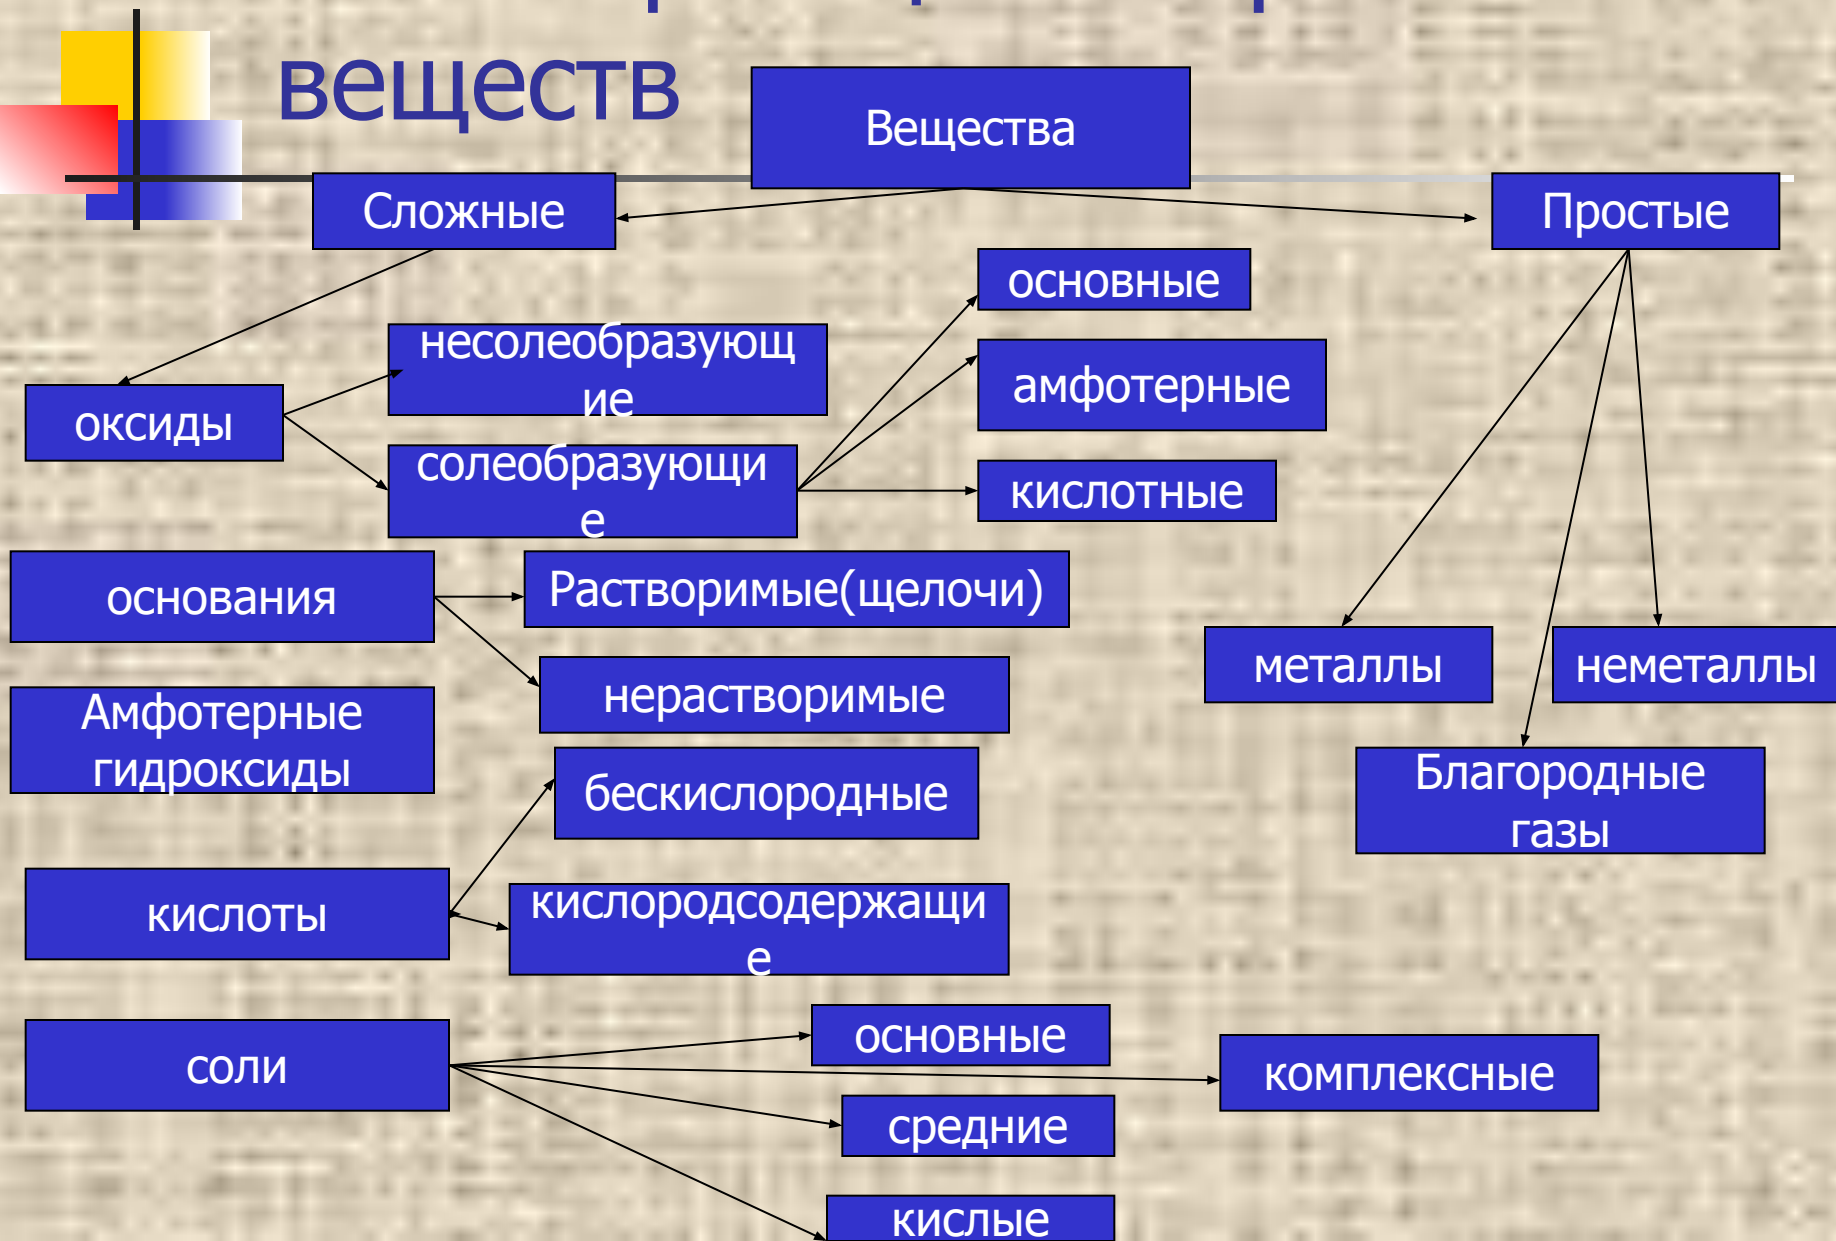 веществ
Вещества
Сложные
Простые
основные
несолеобразующ
ие
амфотерные
оксиды
солеобразующи
е
кислотные
основания
Растворимые(щелочи)
нерастворимые
металлы
неметаллы
Амфотерные
гидроксиды
бескислородные
Благородные
газы
кислоты
кислородсодержащи
е
соли
основные
комплексные
средние
кислые